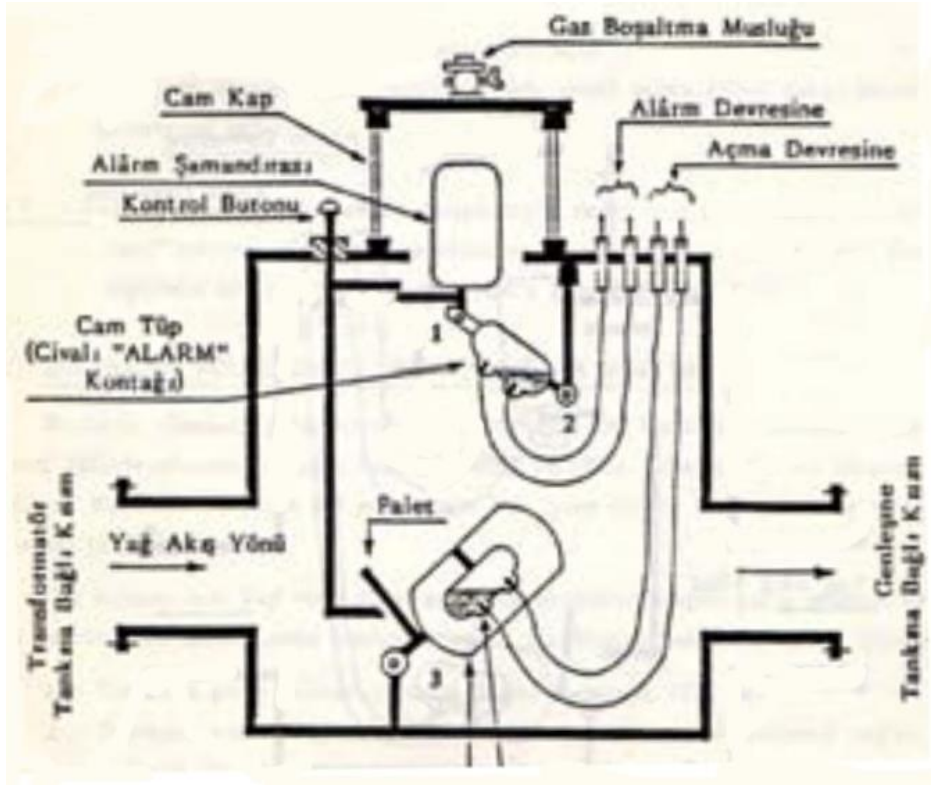 Gaz Boşaltma Musluğu
Cam Kap
Alârm Devresine
Alârm Şamandırası
Açma Devresine
Kontrol Butonu
1
Cam Tüp
(Civalı "ALARM"
Kontağı)
2
Transformatör
Tankına Bağlı Kısım
Palet
Yağ Akış Yönü
Genleşme
Tankına Bağlı Kısım
3